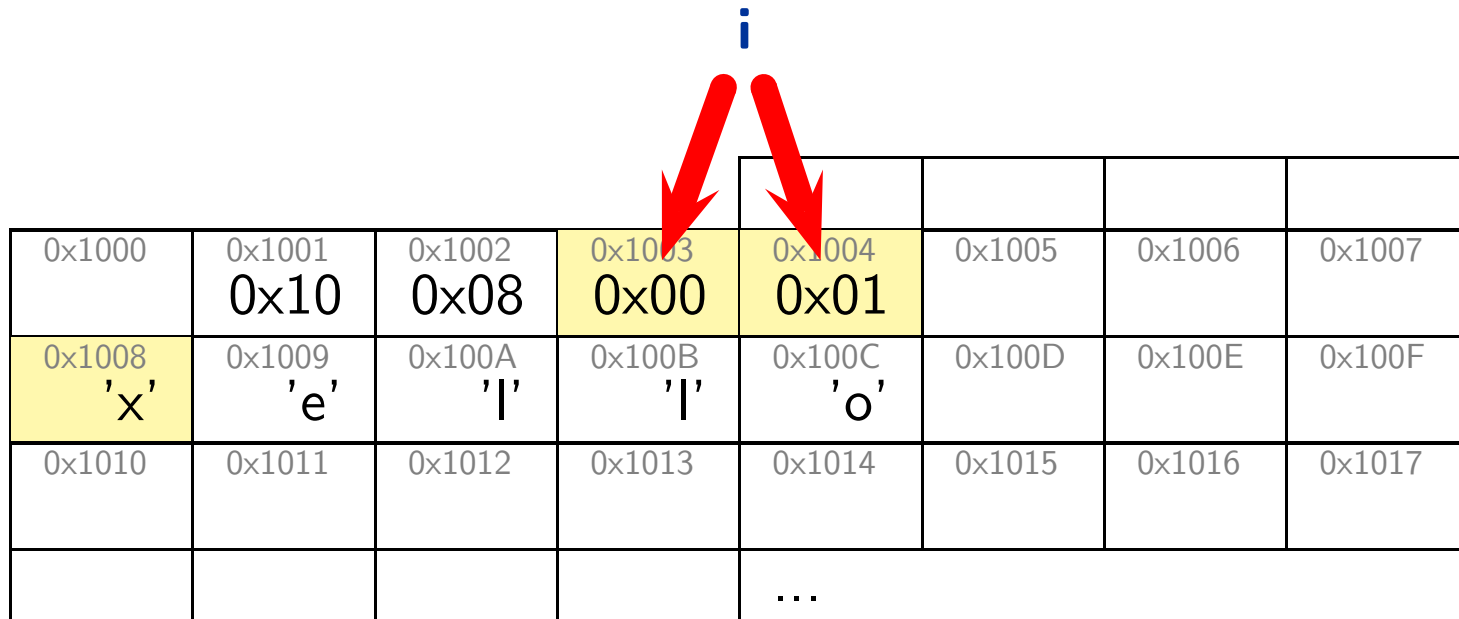 i
0x1000 0x1001 0x1002 0x1003 0x1004 0x1005 0x1006 0x1007
0x10 0x08 0x00 0x01
0x1008 0x1009 0x100A 0x100B 0x100C 0x100D 0x100E 0x100F
'x' 'e' 'l' 'l' 'o'
0x1010 0x1011 0x1012 0x1013 0x1014 0x1015 0x1016 0x1017
...